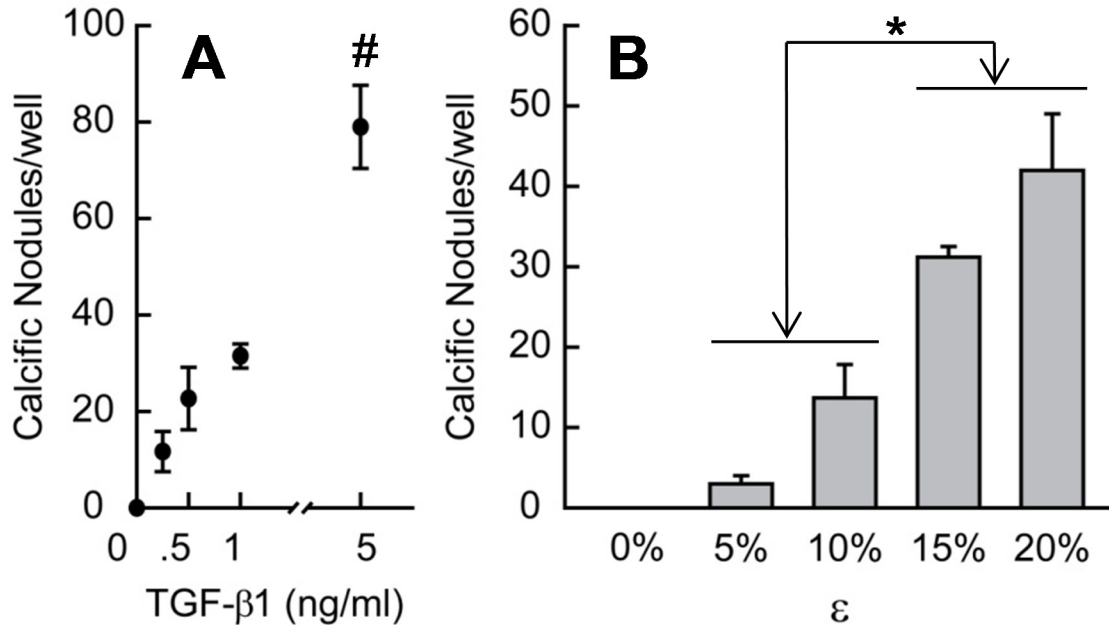 A
#
Calcific Nodules/well
100
80
60
40
20
0
0 .5 1 5
TGF-β1 (ng/ml)
B
*
Calcific Nodules/well
60
50
40
30
20
10
0
0% 5% 10% 15% 20%
ε